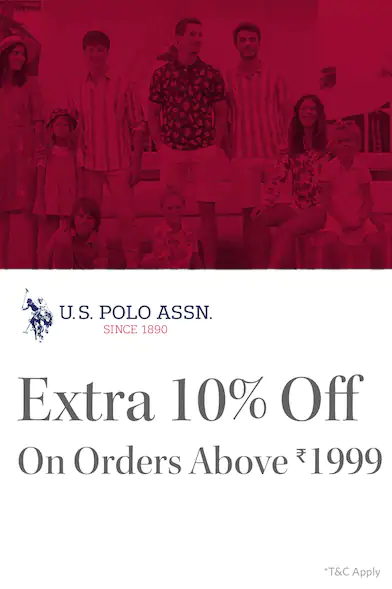 U.S. POLO ASSN.
SINCE 1890
Extra 10% Off
On Orders Above ₹1999
*T&C Apply